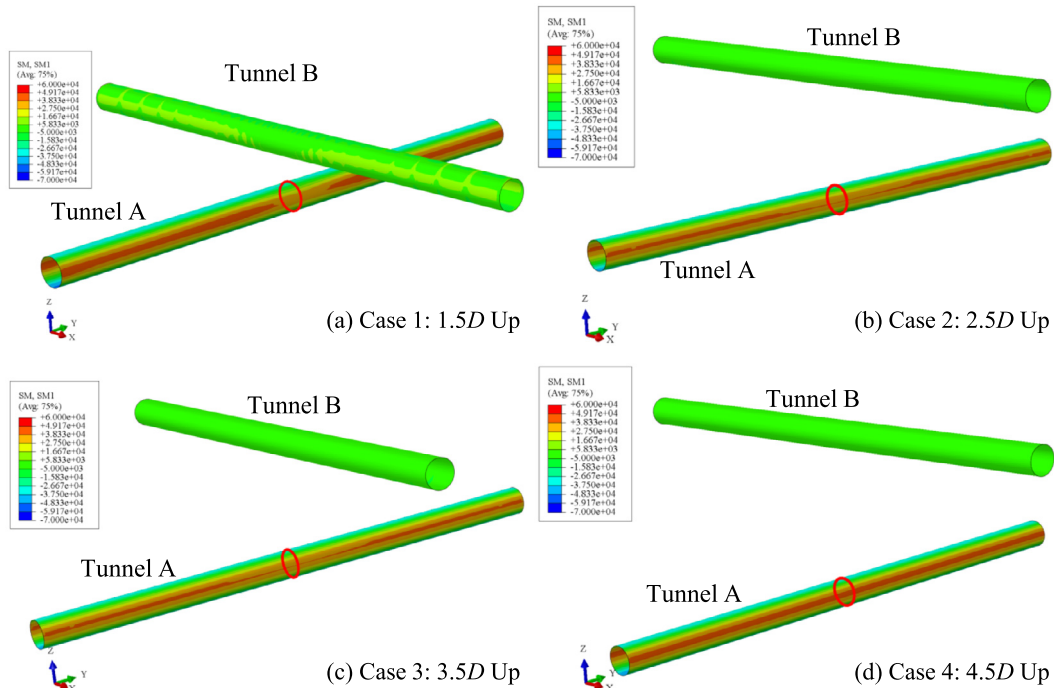 SM, SM1
(Avg: 75%)
+6.000e+04
+4.917e+04
+3.833e+04
+2.750e+04
+1.667e+04
+5.833e+03
-5.000e+03
-1.583e+04
-2.667e+04
-3.750e+04
-4.833e+04
-5.917e+04
-7.000e+04
Tunnel B
Tunnel A
Z
Y
X
(a) Case 1: 1.5D Up
SM, SM1
(Avg: 75%)
+6.000e+04
+4.917e+04
+3.833e+04
+2.750e+04
+1.667e+04
+5.833e+03
-5.000e+03
-1.583e+04
-2.667e+04
-3.750e+04
-4.833e+04
-5.917e+04
-7.000e+04
Tunnel B
Tunnel A
Z
Y
X
(b) Case 2: 2.5D Up
SM, SM1
(Avg: 75%)
+6.000e+04
+4.917e+04
+3.833e+04
+2.750e+04
+1.667e+04
+5.833e+03
-5.000e+03
-1.583e+04
-2.667e+04
-3.750e+04
-4.833e+04
-5.917e+04
-7.000e+04
Tunnel B
Tunnel A
Z
Y
X
(c) Case 3: 3.5D Up
SM, SM1
(Avg: 75%)
+6.000e+04
+4.917e+04
+3.833e+04
+2.750e+04
+1.667e+04
+5.833e+03
-5.000e+03
-1.583e+04
-2.667e+04
-3.750e+04
-4.833e+04
-5.917e+04
-7.000e+04
Tunnel B
Tunnel A
Z
Y
X
(d) Case 4: 4.5D Up